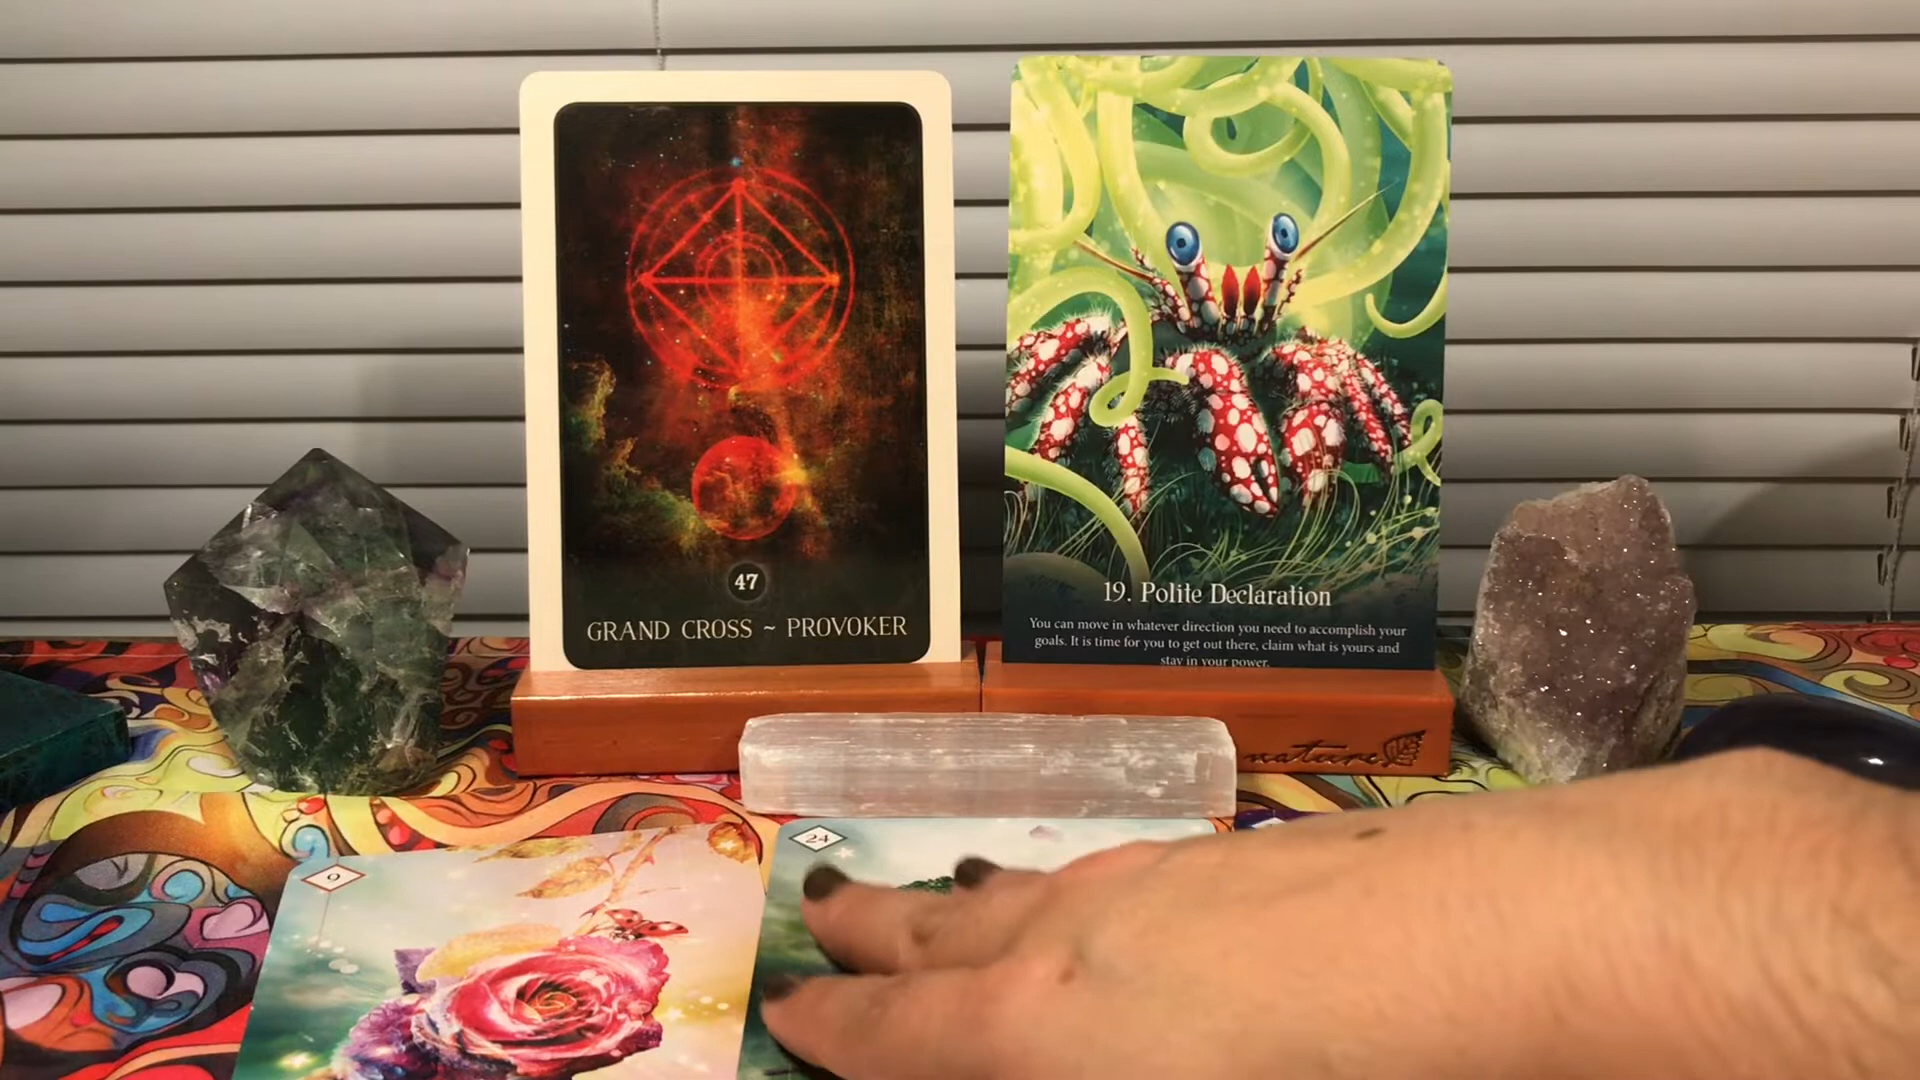 47
GRAND CROSS ~ PROVOKER
19. Polite Declaration
You can move in whatever direction you need to accomplish your
goals. It is time for you to get out there, claim what is yours and
stay in your power.
nature
9
24